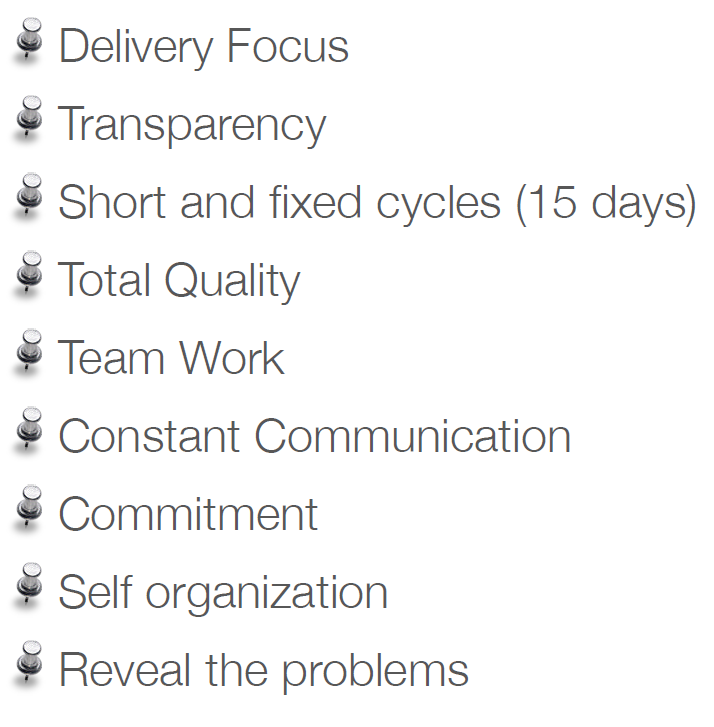 Delivery Focus
Transparency
Short and fixed cycles (15 days)
Total Quality
Team Work
Constant Communication
Commitment
Self organization
Reveal the problems